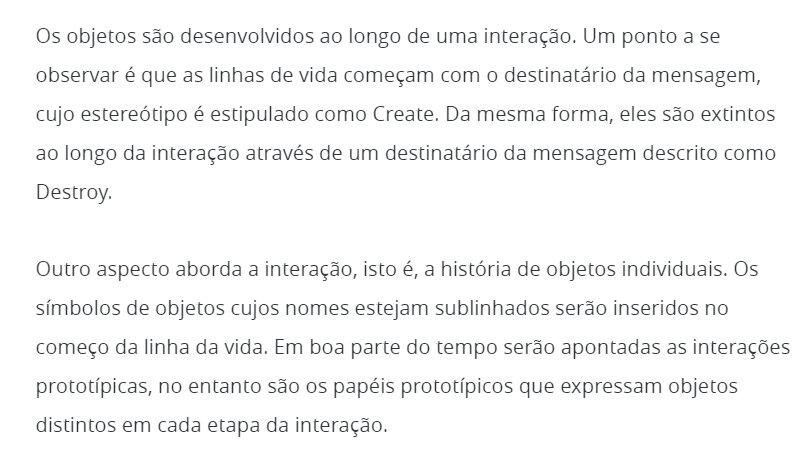 Os objetos são desenvolvidos ao longo de uma interação. Um ponto a se
observar é que as linhas de vida começam com o destinatário da mensagem,
cujo estereótipo é estipulado como Create. Da mesma forma, eles são extintos
ao longo da interação através de um destinatário da mensagem descrito como
Destroy.
Outro aspecto aborda a interação, isto é, a história de objetos individuais. Os
símbolos de objetos cujos nomes estejam sublinhados serão inseridos no
começo da linha da vida. Em boa parte do tempo serão apontadas as interações
prototípicas, no entanto são os papéis prototípicos que expressam objetos
distintos em cada etapa da interação.